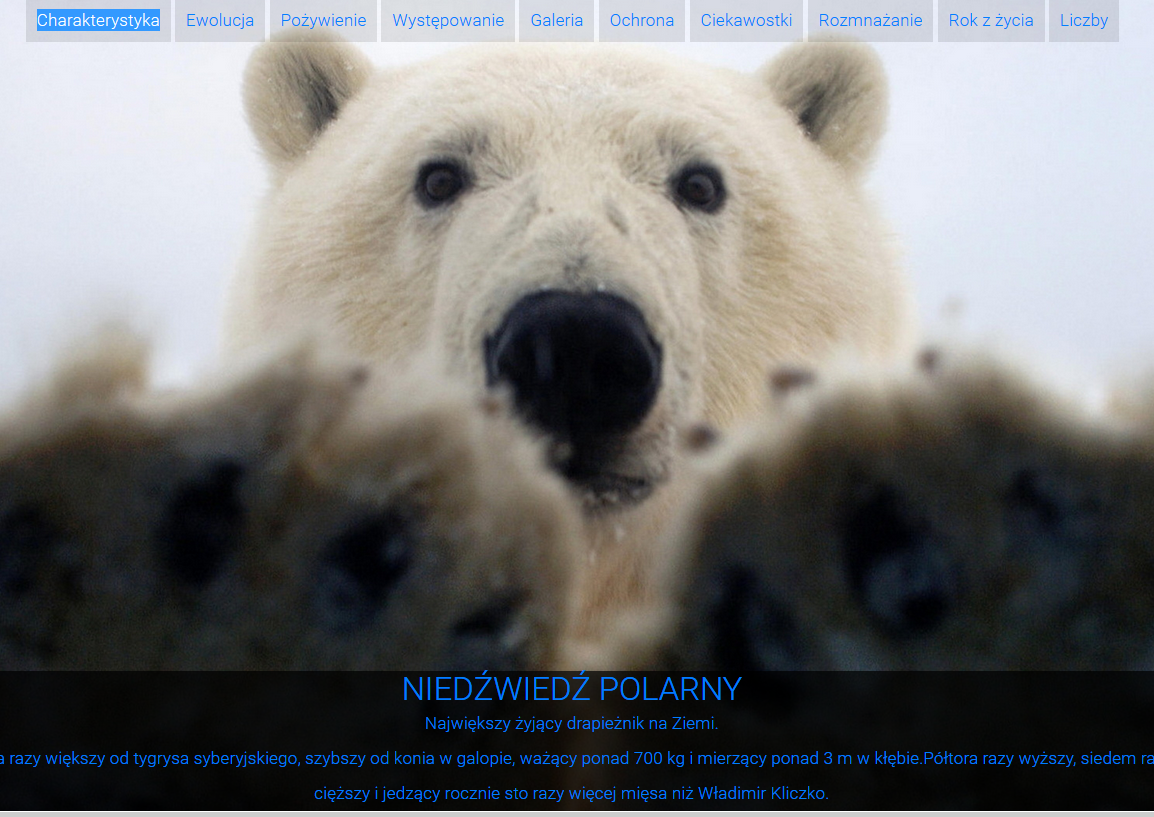 Charakterystyka Ewolucja Pożywienie Występowanie Galeria Ochrona Ciekawostki Rozmnażanie Rok z życia Liczby
NIEDŹWIEDŹ POLARNY
Największy żyjący drapieżnik na Ziemi.
razy większy od tygrysa syberyjskiego, szybszy od konia w galopie, ważący ponad 700 kg i mierzący ponad 3 m w kłębie.Półtora razy wyższy, siedem
cięższy i jedzący rocznie sto razy więcej mięsa niż Władimir Kliczko.